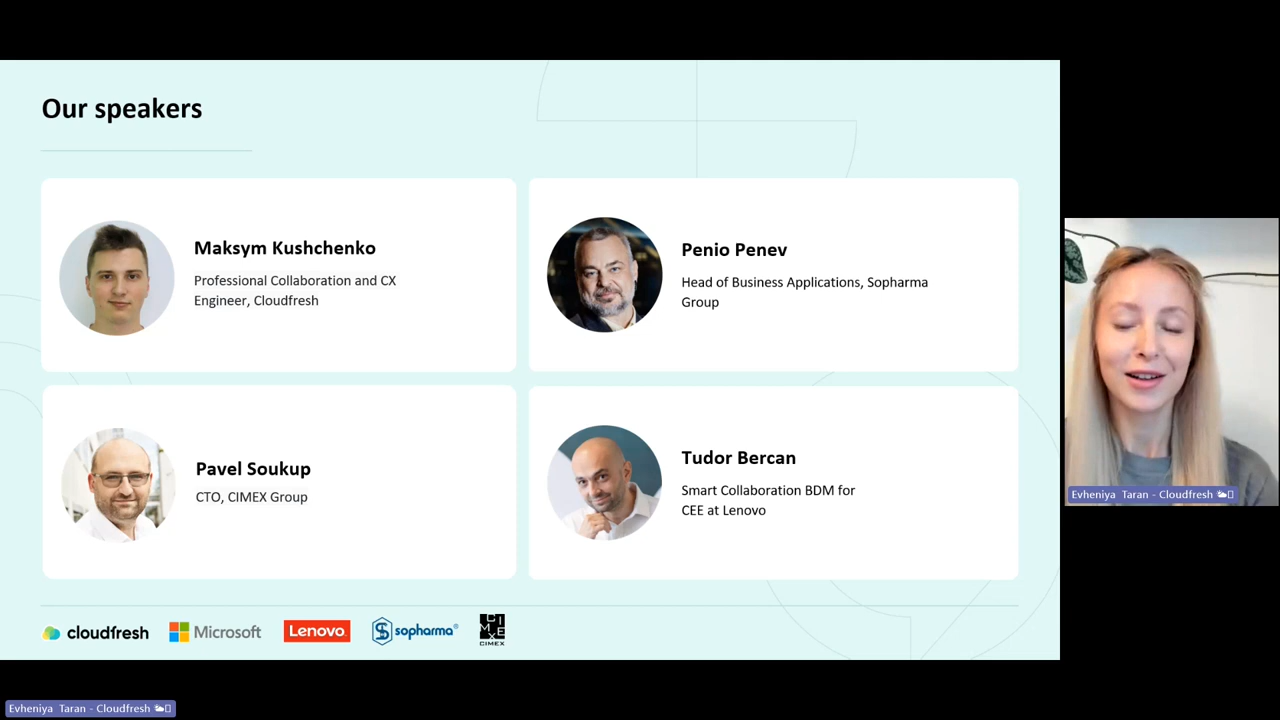 Our speakers
Maksym Kushchenko
Professional Collaboration and CX
Engineer, Cloudfresh
Penio Penev
Head of Business Applications, Sopharma
Group
Pavel Soukup
CTO, CIMEX Group
Tudor Bercan
Smart Collaboration BDM for
CEE at Lenovo
cloudfresh
Microsoft
Lenovo
sopharma®
CIMEX
CIMEX
Evheniya Taran - Cloudfresh
Evheniya Taran - Cloudfresh